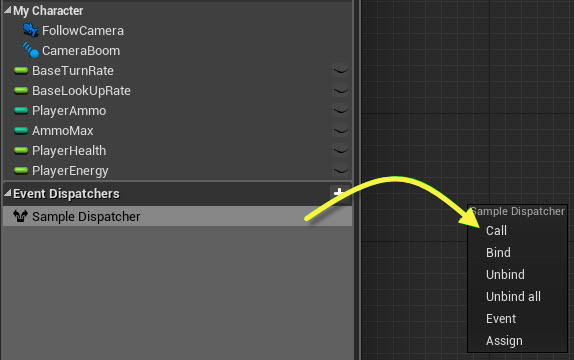 My Character
FollowCamera
CameraBoom
BaseTurnRate
BaseLookUpRate
PlayerAmmo
AmmoMax
PlayerHealth
PlayerEnergy
Event Dispatchers
Sample Dispatcher
Sample Dispatcher
Call
Bind
Unbind
Unbind all
Event
Assign